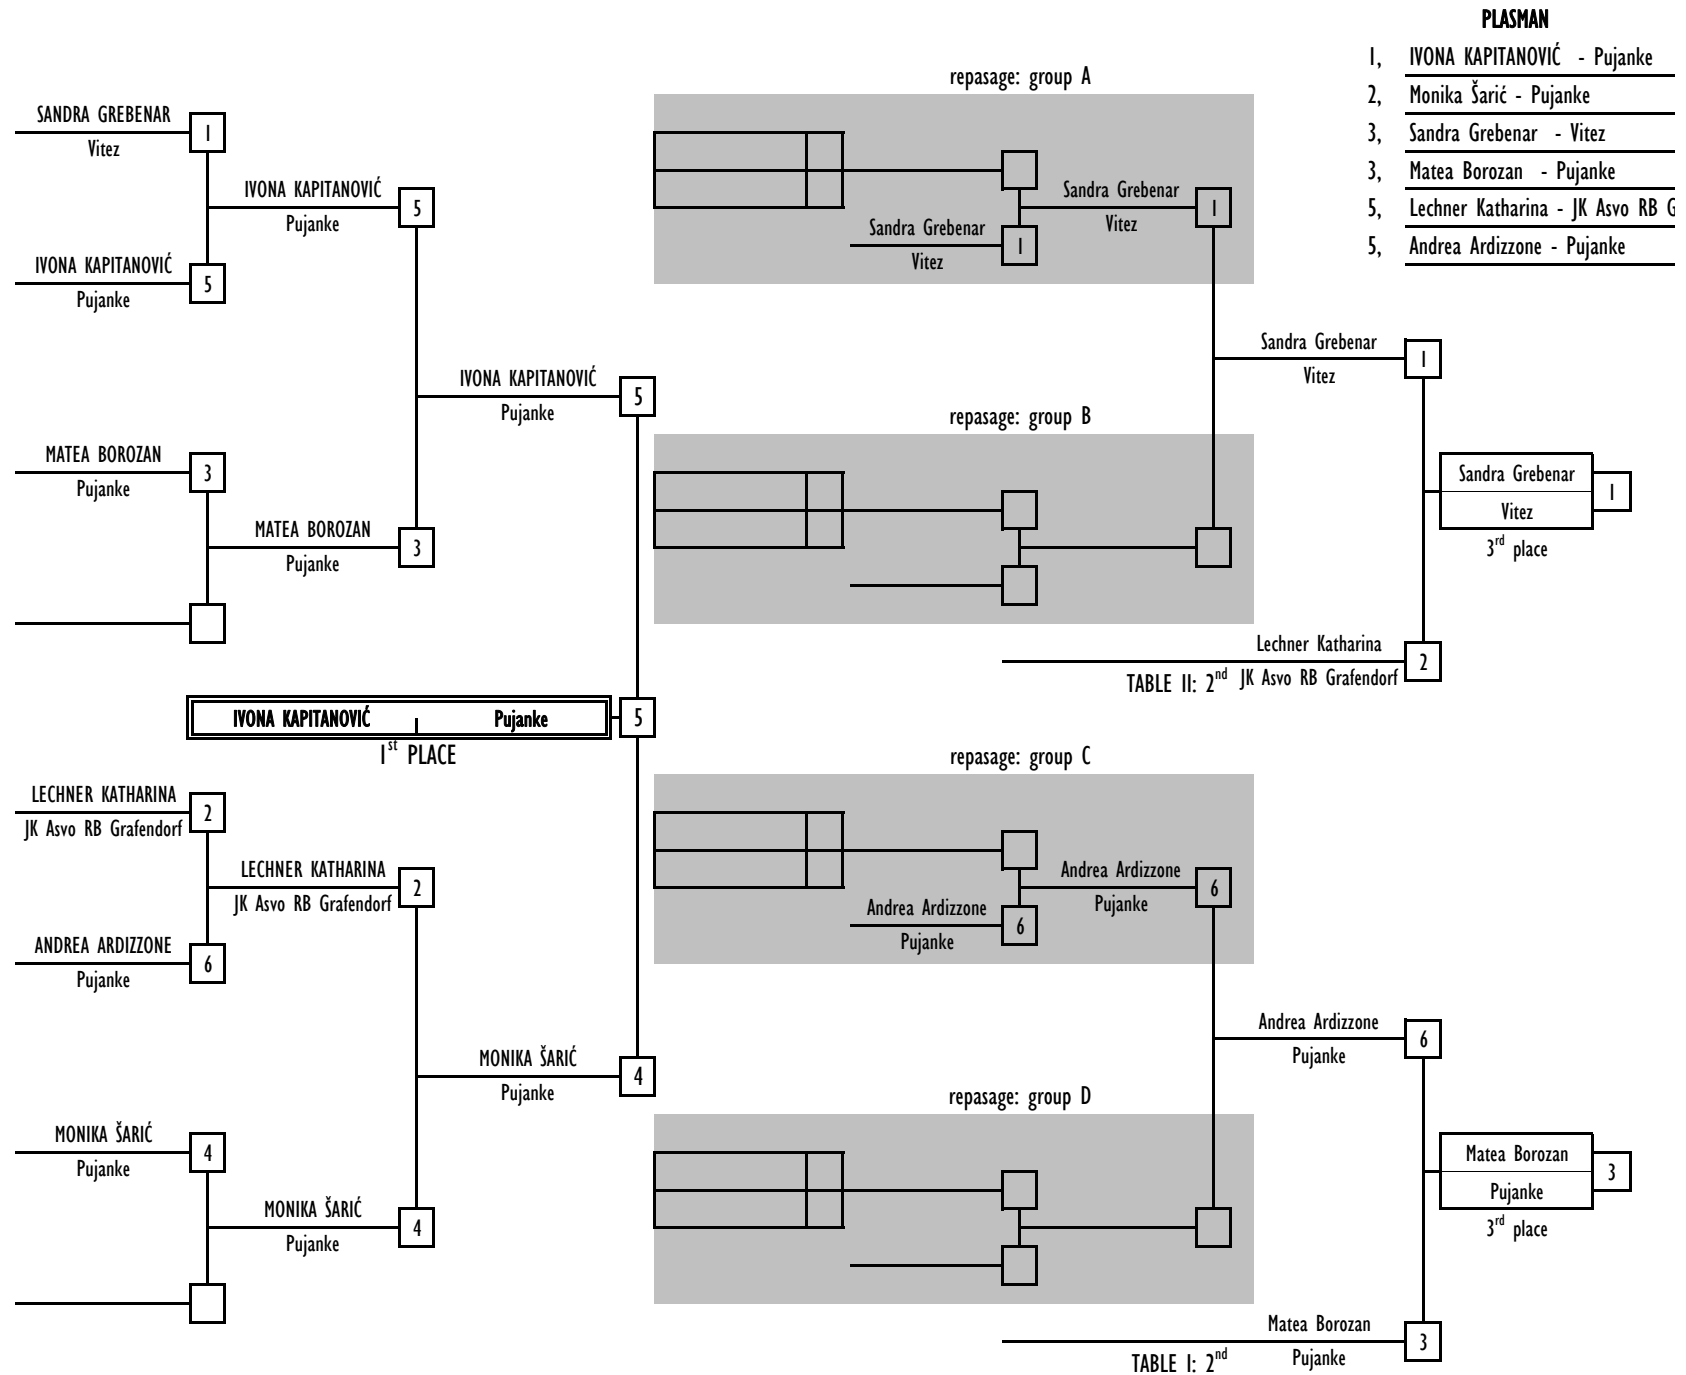 PLASMAN
1, IVONA KAPITANOVIĆ - Pujanke
2, Monika Šarić - Pujanke
3, Sandra Grebenar - Vitez
3, Matea Borozan - Pujanke
5, Lechner Katharina - JK Asvo RB G
5, Andrea Ardizzone - Pujanke
SANDRA GREBENAR
1
Vitez
IVONA KAPITANOVIĆ
5
Pujanke
IVONA KAPITANOVIĆ
5
Pujanke
IVONA KAPITANOVIĆ
5
Pujanke
MATEA BOROZAN
3
Pujanke
MATEA BOROZAN
3
Pujanke
IVONA KAPITANOVIĆ Pujanke
5
1st PLACE
LECHNER KATHARINA
2
JK Asvo RB Grafendorf
LECHNER KATHARINA
2
JK Asvo RB Grafendorf
ANDREA ARDIZZONE
6
Pujanke
MONIKA ŠARIĆ
4
Pujanke
MONIKA ŠARIĆ
4
Pujanke
MONIKA ŠARIĆ
4
Pujanke
repasage: group A
Sandra Grebenar
1
Vitez
Sandra Grebenar
1
Vitez
Sandra Grebenar
1
Vitez
repasage: group B
Sandra Grebenar
1
Vitez
3rd place
Lechner Katharina
2
TABLE II: 2nd JK Asvo RB Grafendorf
repasage: group C
Andrea Ardizzone
6
Pujanke
Andrea Ardizzone
6
Pujanke
Andrea Ardizzone
6
Pujanke
repasage: group D
Matea Borozan
3
Pujanke
3rd place
Matea Borozan
3
TABLE I: 2nd Pujanke